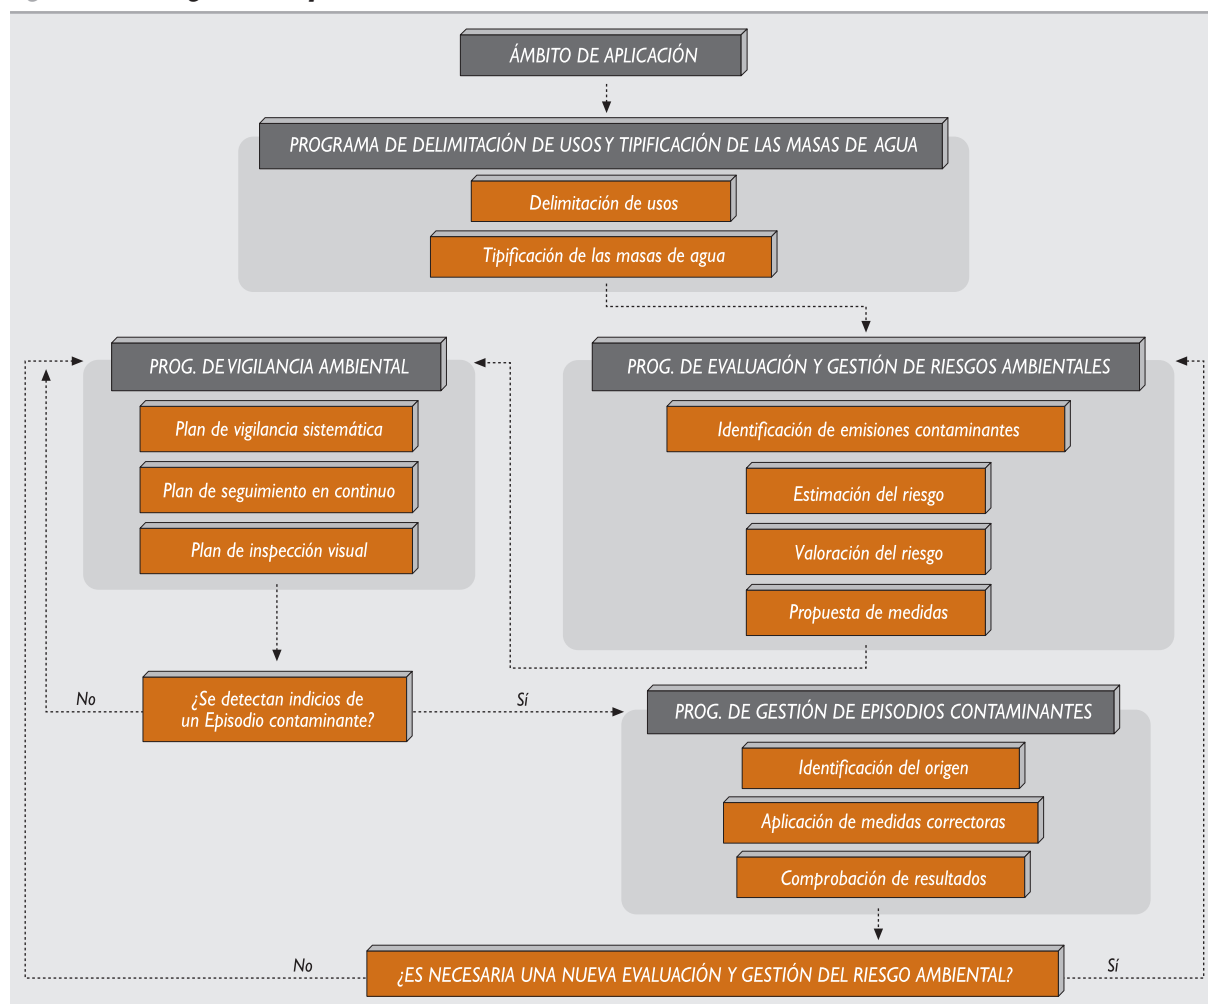 ÁMBITO DE APLICACIÓN
PROGRAMA DE DELIMITACIÓN DE USOS Y TIPIFICACIÓN DE LAS MASAS DE AGUA
Delimitación de usos
Tipificación de las masas de agua
PROG. DE VIGILANCIA AMBIENTAL
Plan de vigilancia sistemática
Plan de seguimiento en continuo
Plan de inspección visual
PROG. DE EVALUACIÓN Y GESTIÓN DE RIESGOS AMBIENTALES
Identificación de emisiones contaminantes
Estimación del riesgo
Valoración del riesgo
Propuesta de medidas
No
¿Se detectan indicios de
un Episodio contaminante?
Sí
PROG. DE GESTIÓN DE EPISODIOS CONTAMINANTES
Identificación del origen
Aplicación de medidas correctoras
Comprobación de resultados
No
¿ES NECESARIA UNA NUEVA EVALUACIÓN Y GESTIÓN DEL RIESGO AMBIENTAL?
Sí